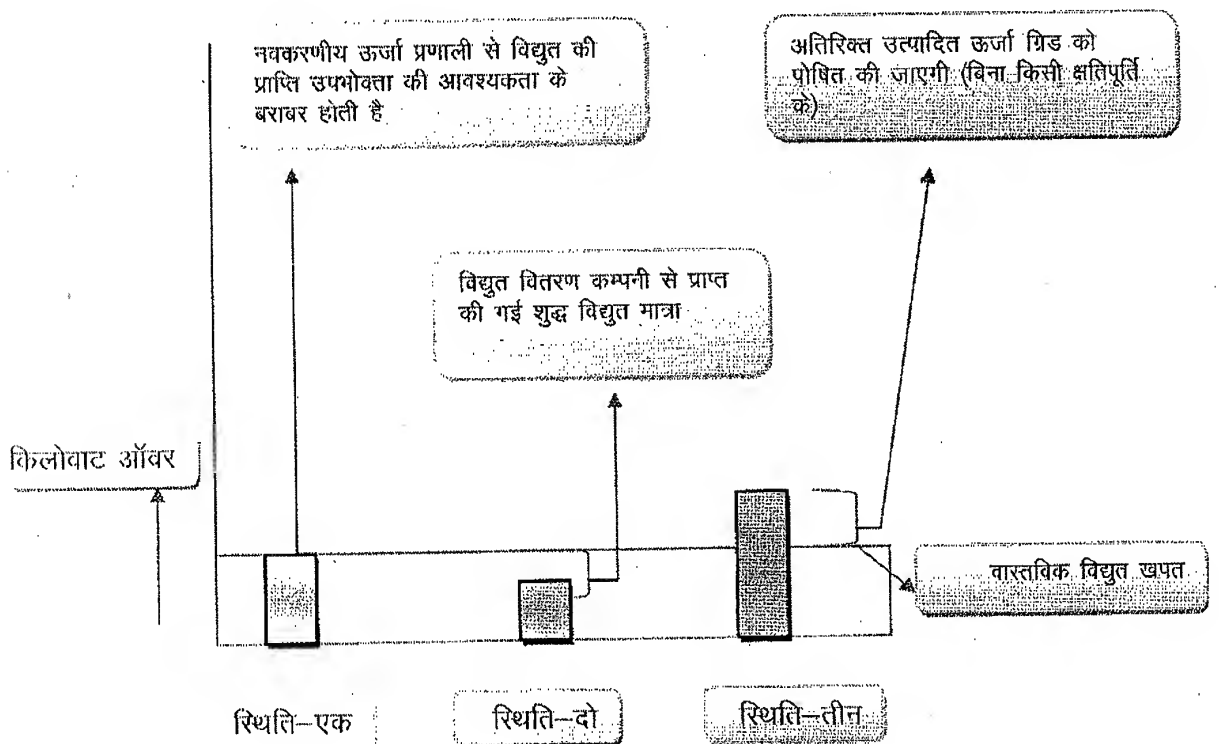 नवकरणीय ऊर्जा प्रणाली से विद्युत की
प्राप्ति उपभोक्ता की आवश्यकता के
बराबर होती है
अतिरिक्त उत्पादित ऊर्जा ग्रिड को
पोषित की जाएगी (बिना किसी क्षतिपूर्ति
के)
विद्युत वितरण कम्पनी से प्राप्त
की गई शुद्ध विद्युत मात्रा
किलोवाट ऑवर
वास्तविक विद्युत खपत
स्थिति–एक
स्थिति–दो
स्थिति–तीन